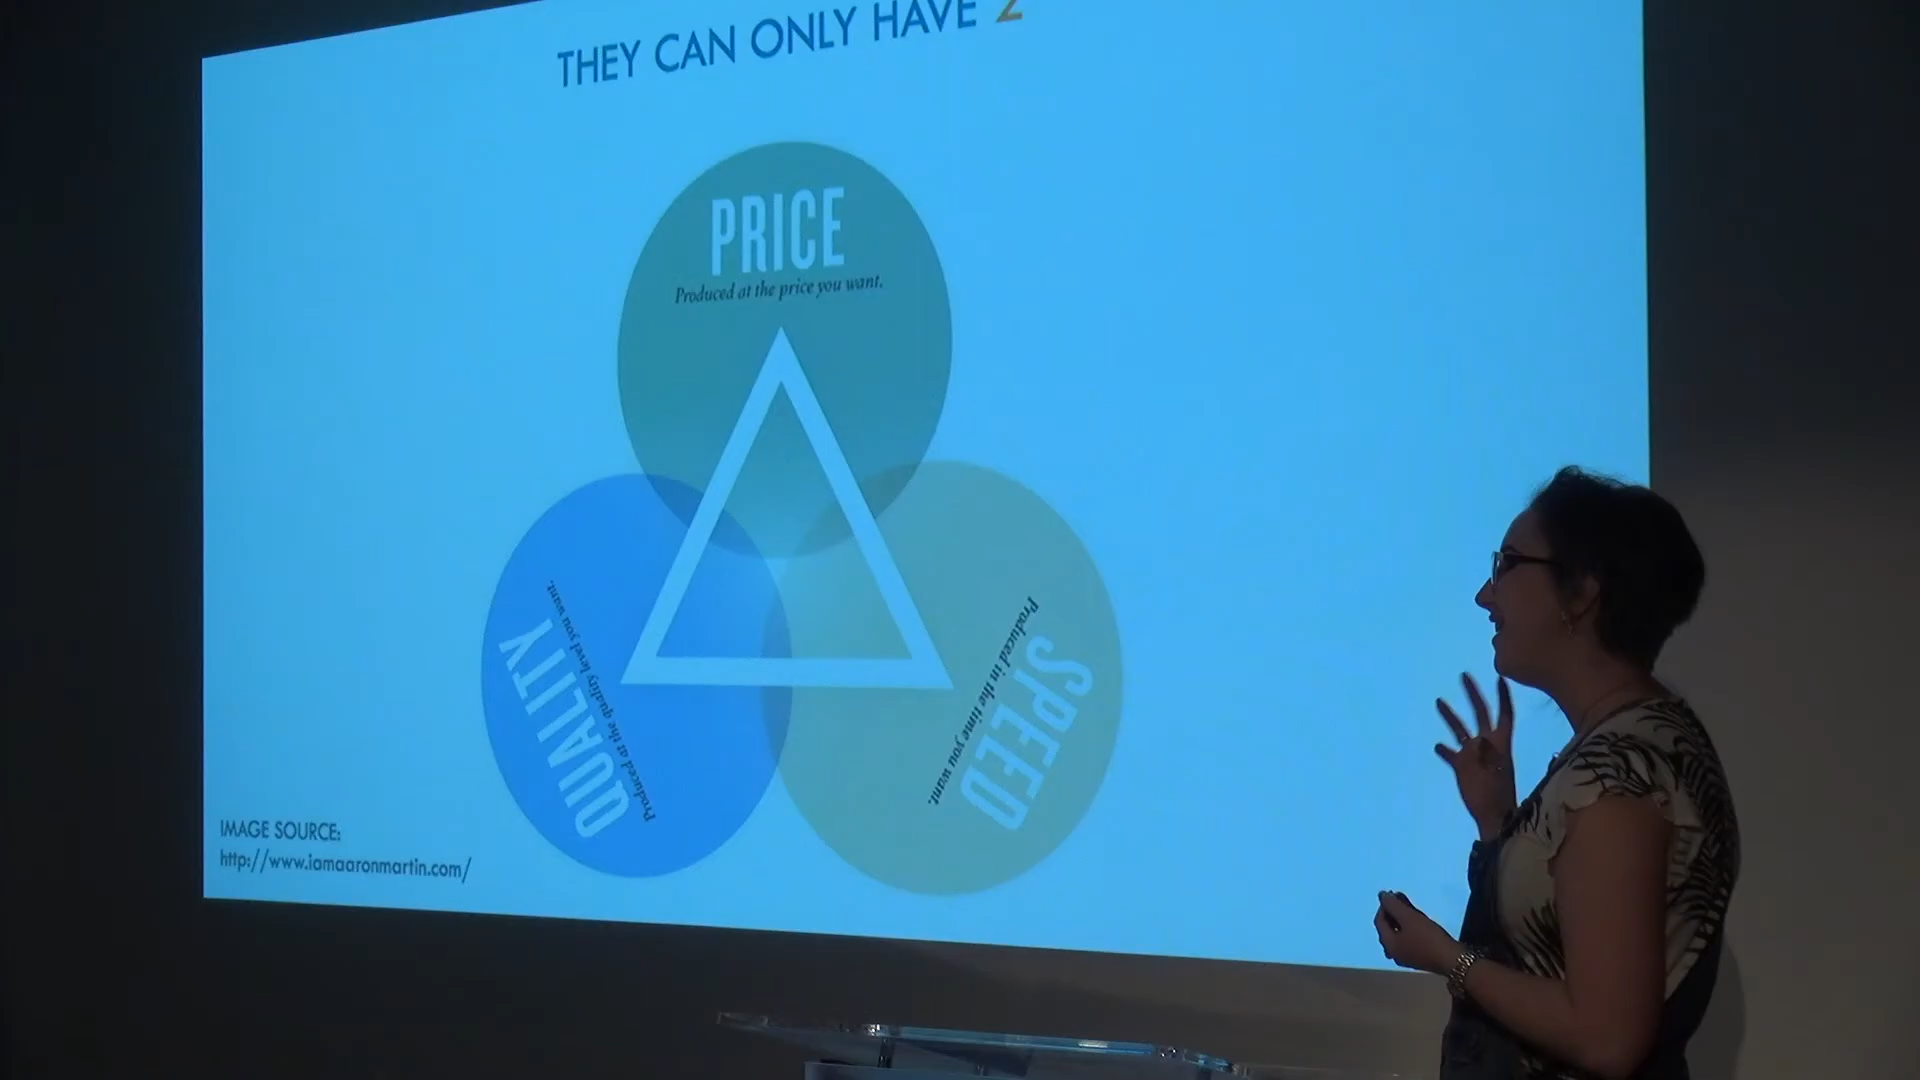 THEY CAN ONLY HAVE 2
PRICE
Produced at the price you want.
QUALITY
Produced at the quality level you want.
SPEED
Produced in the time you want.
IMAGE SOURCE:
http://www.iamaaronmartin.com/